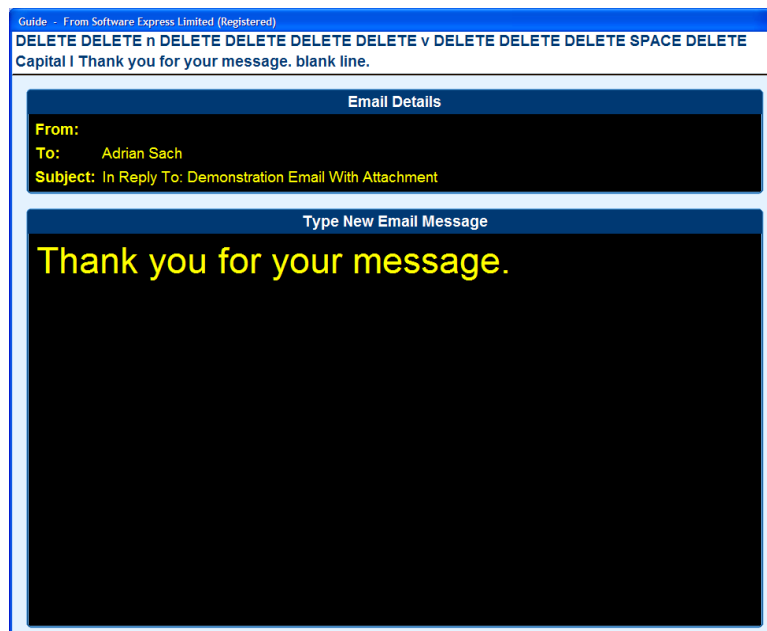 Guide - From Software Express Limited (Registered)
DELETE DELETE n DELETE DELETE DELETE DELETE v DELETE DELETE DELETE SPACE DELETE
Capital I Thank you for your message. blank line.
Email Details
From:
To: Adrian Sach
Subject: In Reply To: Demonstration Email With Attachment
Type New Email Message
Thank you for your message.